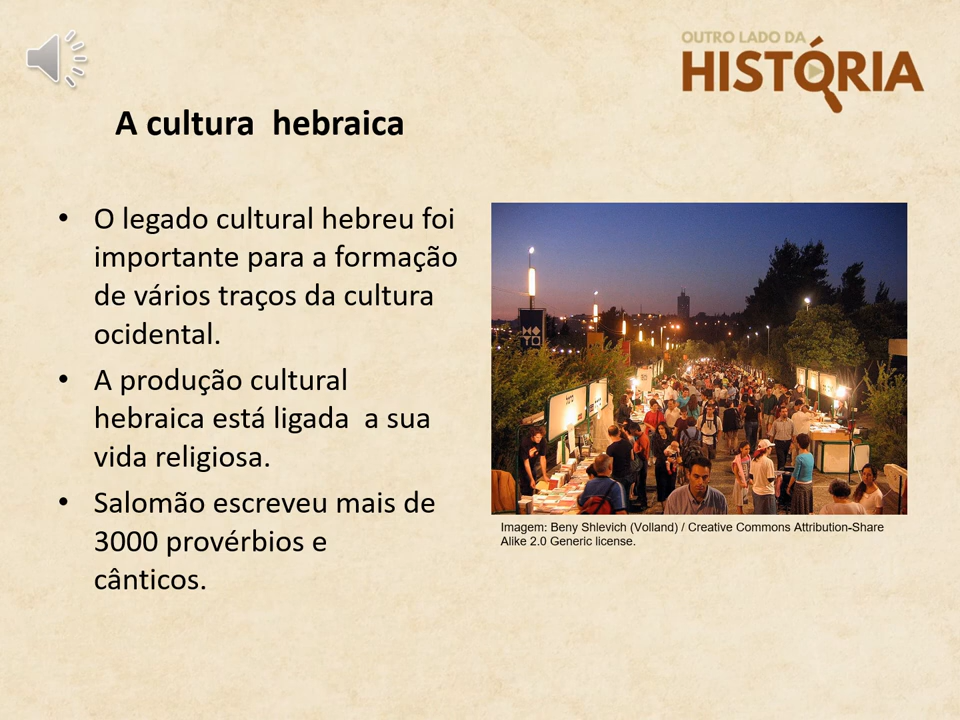 OUTRO LADO DA
HISTÓRIA
A cultura  hebraica
• O legado cultural hebreu foi
importante para a formação
de vários traços da cultura
ocidental.
• A produção cultural
hebraica está ligada  a sua
vida religiosa.
• Salomão escreveu mais de
3000 provérbios e
cânticos.
Imagem: Beny Shlevich (Volland) / Creative Commons Attribution-Share
Alike 2.0 Generic license.